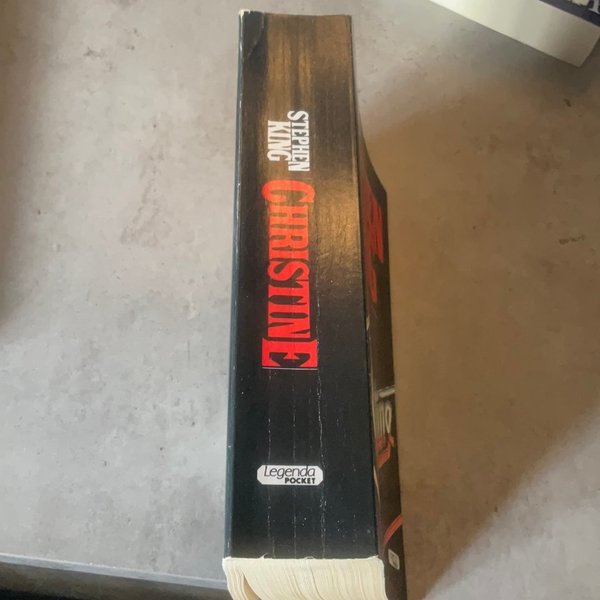 STEPHEN
KING
CHRISTINE
Legenda
POCKET